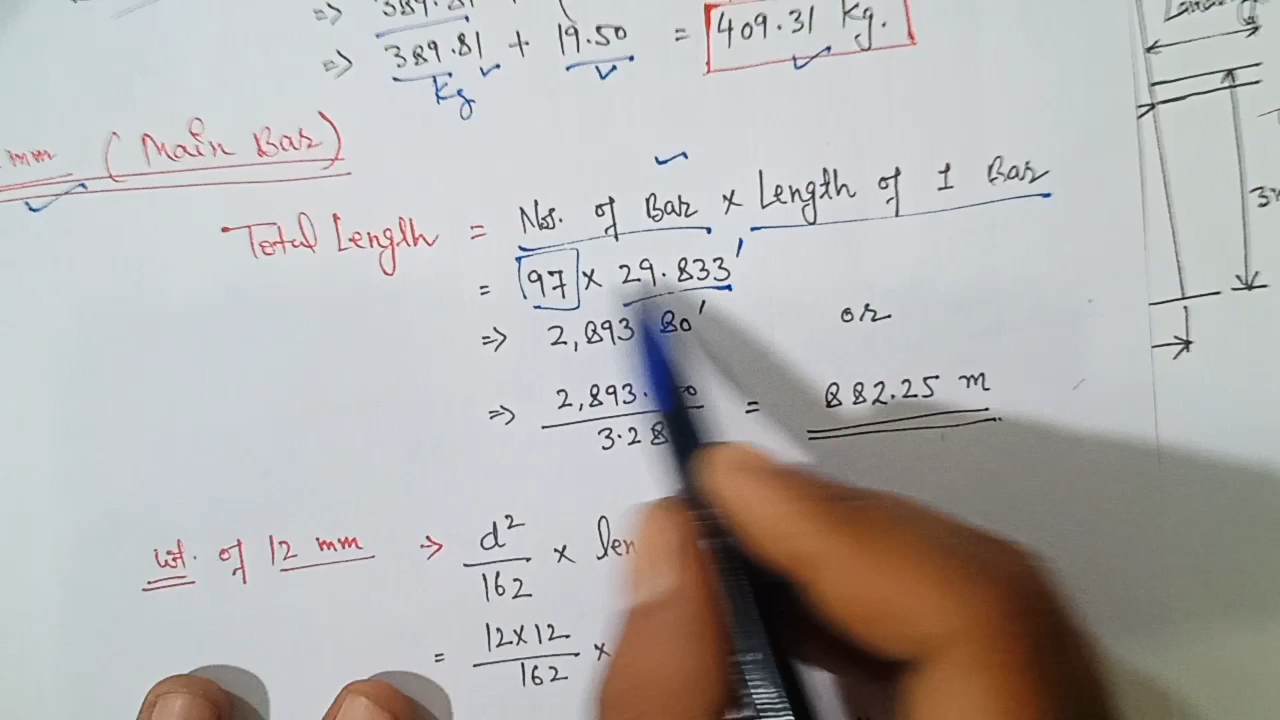 => 389.81 + 19.50 = 409.31 Kg.
Kg
mm (Main Bar)
Total Length = Nos. of Bar x Length of 1 Bar
= 97 x 29.833'
=> 2,893 80' or
=> 2,893. / 3.28 = 882.25 m
wt. of 12 mm → d² / 162 x len
= 12x12 / 162 x